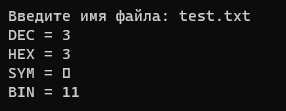 Введите имя файла: test.txt
DEC = 3
HEX = 3
SYM =
BIN = 11